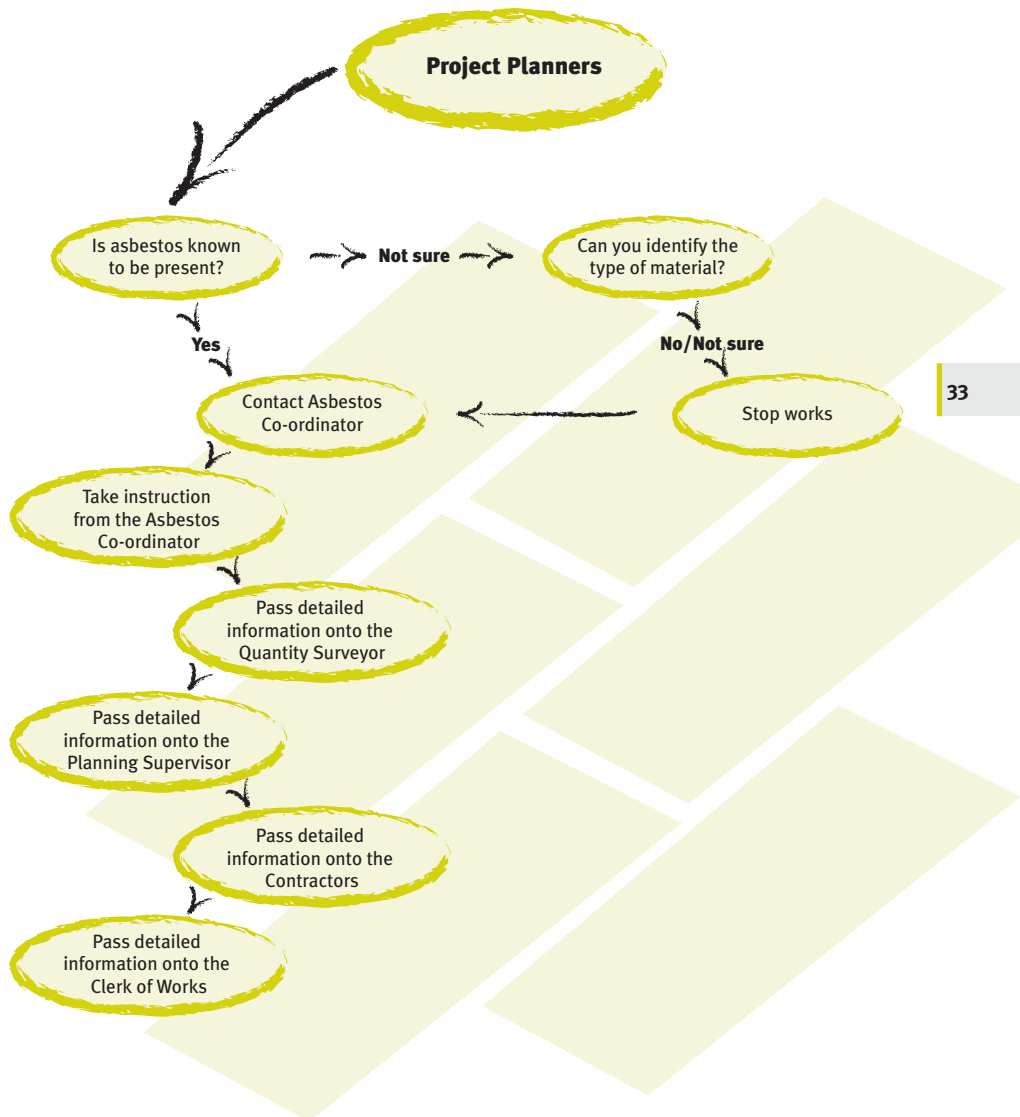 Project Planners
Is asbestos known
to be present?
Not sure
Can you identify the
type of material?
Yes
No/Not sure
Contact Asbestos
Co-ordinator
Stop works
33
Take instruction
from the Asbestos
Co-ordinator
Pass detailed
information onto the
Quantity Surveyor
Pass detailed
information onto the
Planning Supervisor
Pass detailed
information onto the
Contractors
Pass detailed
information onto the
Clerk of Works